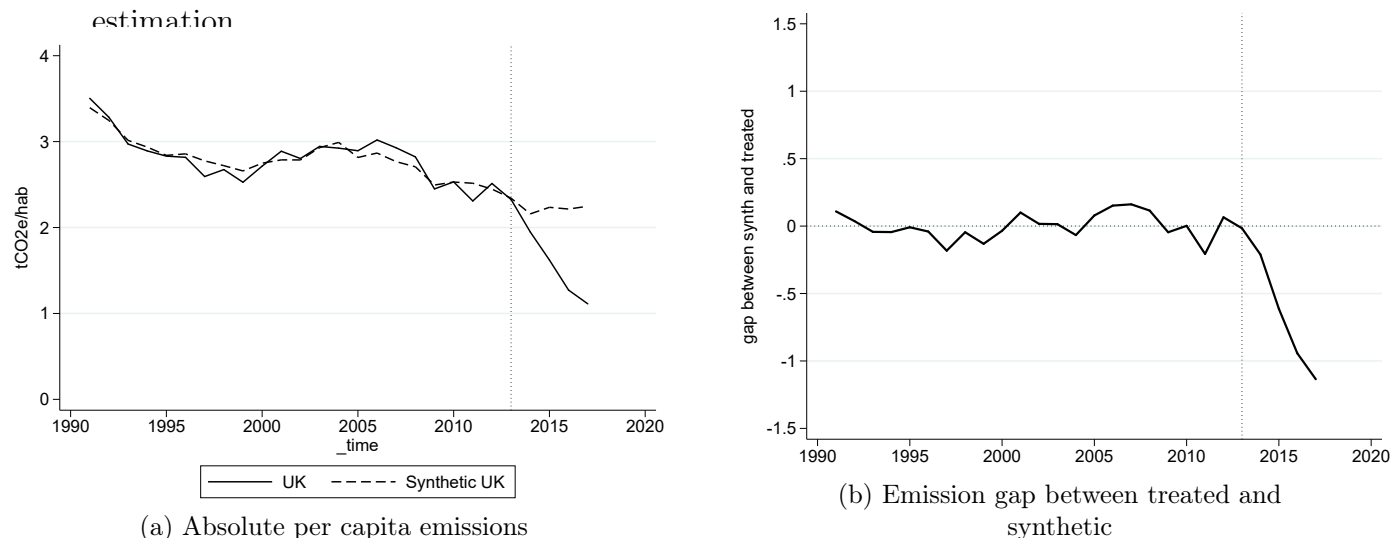 estimation
4
3
2
1
0
tCO2e/hab
1990 1995 2000 2005 2010 2015 2020
_time
UK Synthetic UK
(a) Absolute per capita emissions
1.5
1
.5
0
-.5
-1
-1.5
gap between synth and treated
1990 1995 2000 2005 2010 2015 2020
(b) Emission gap between treated and
synthetic